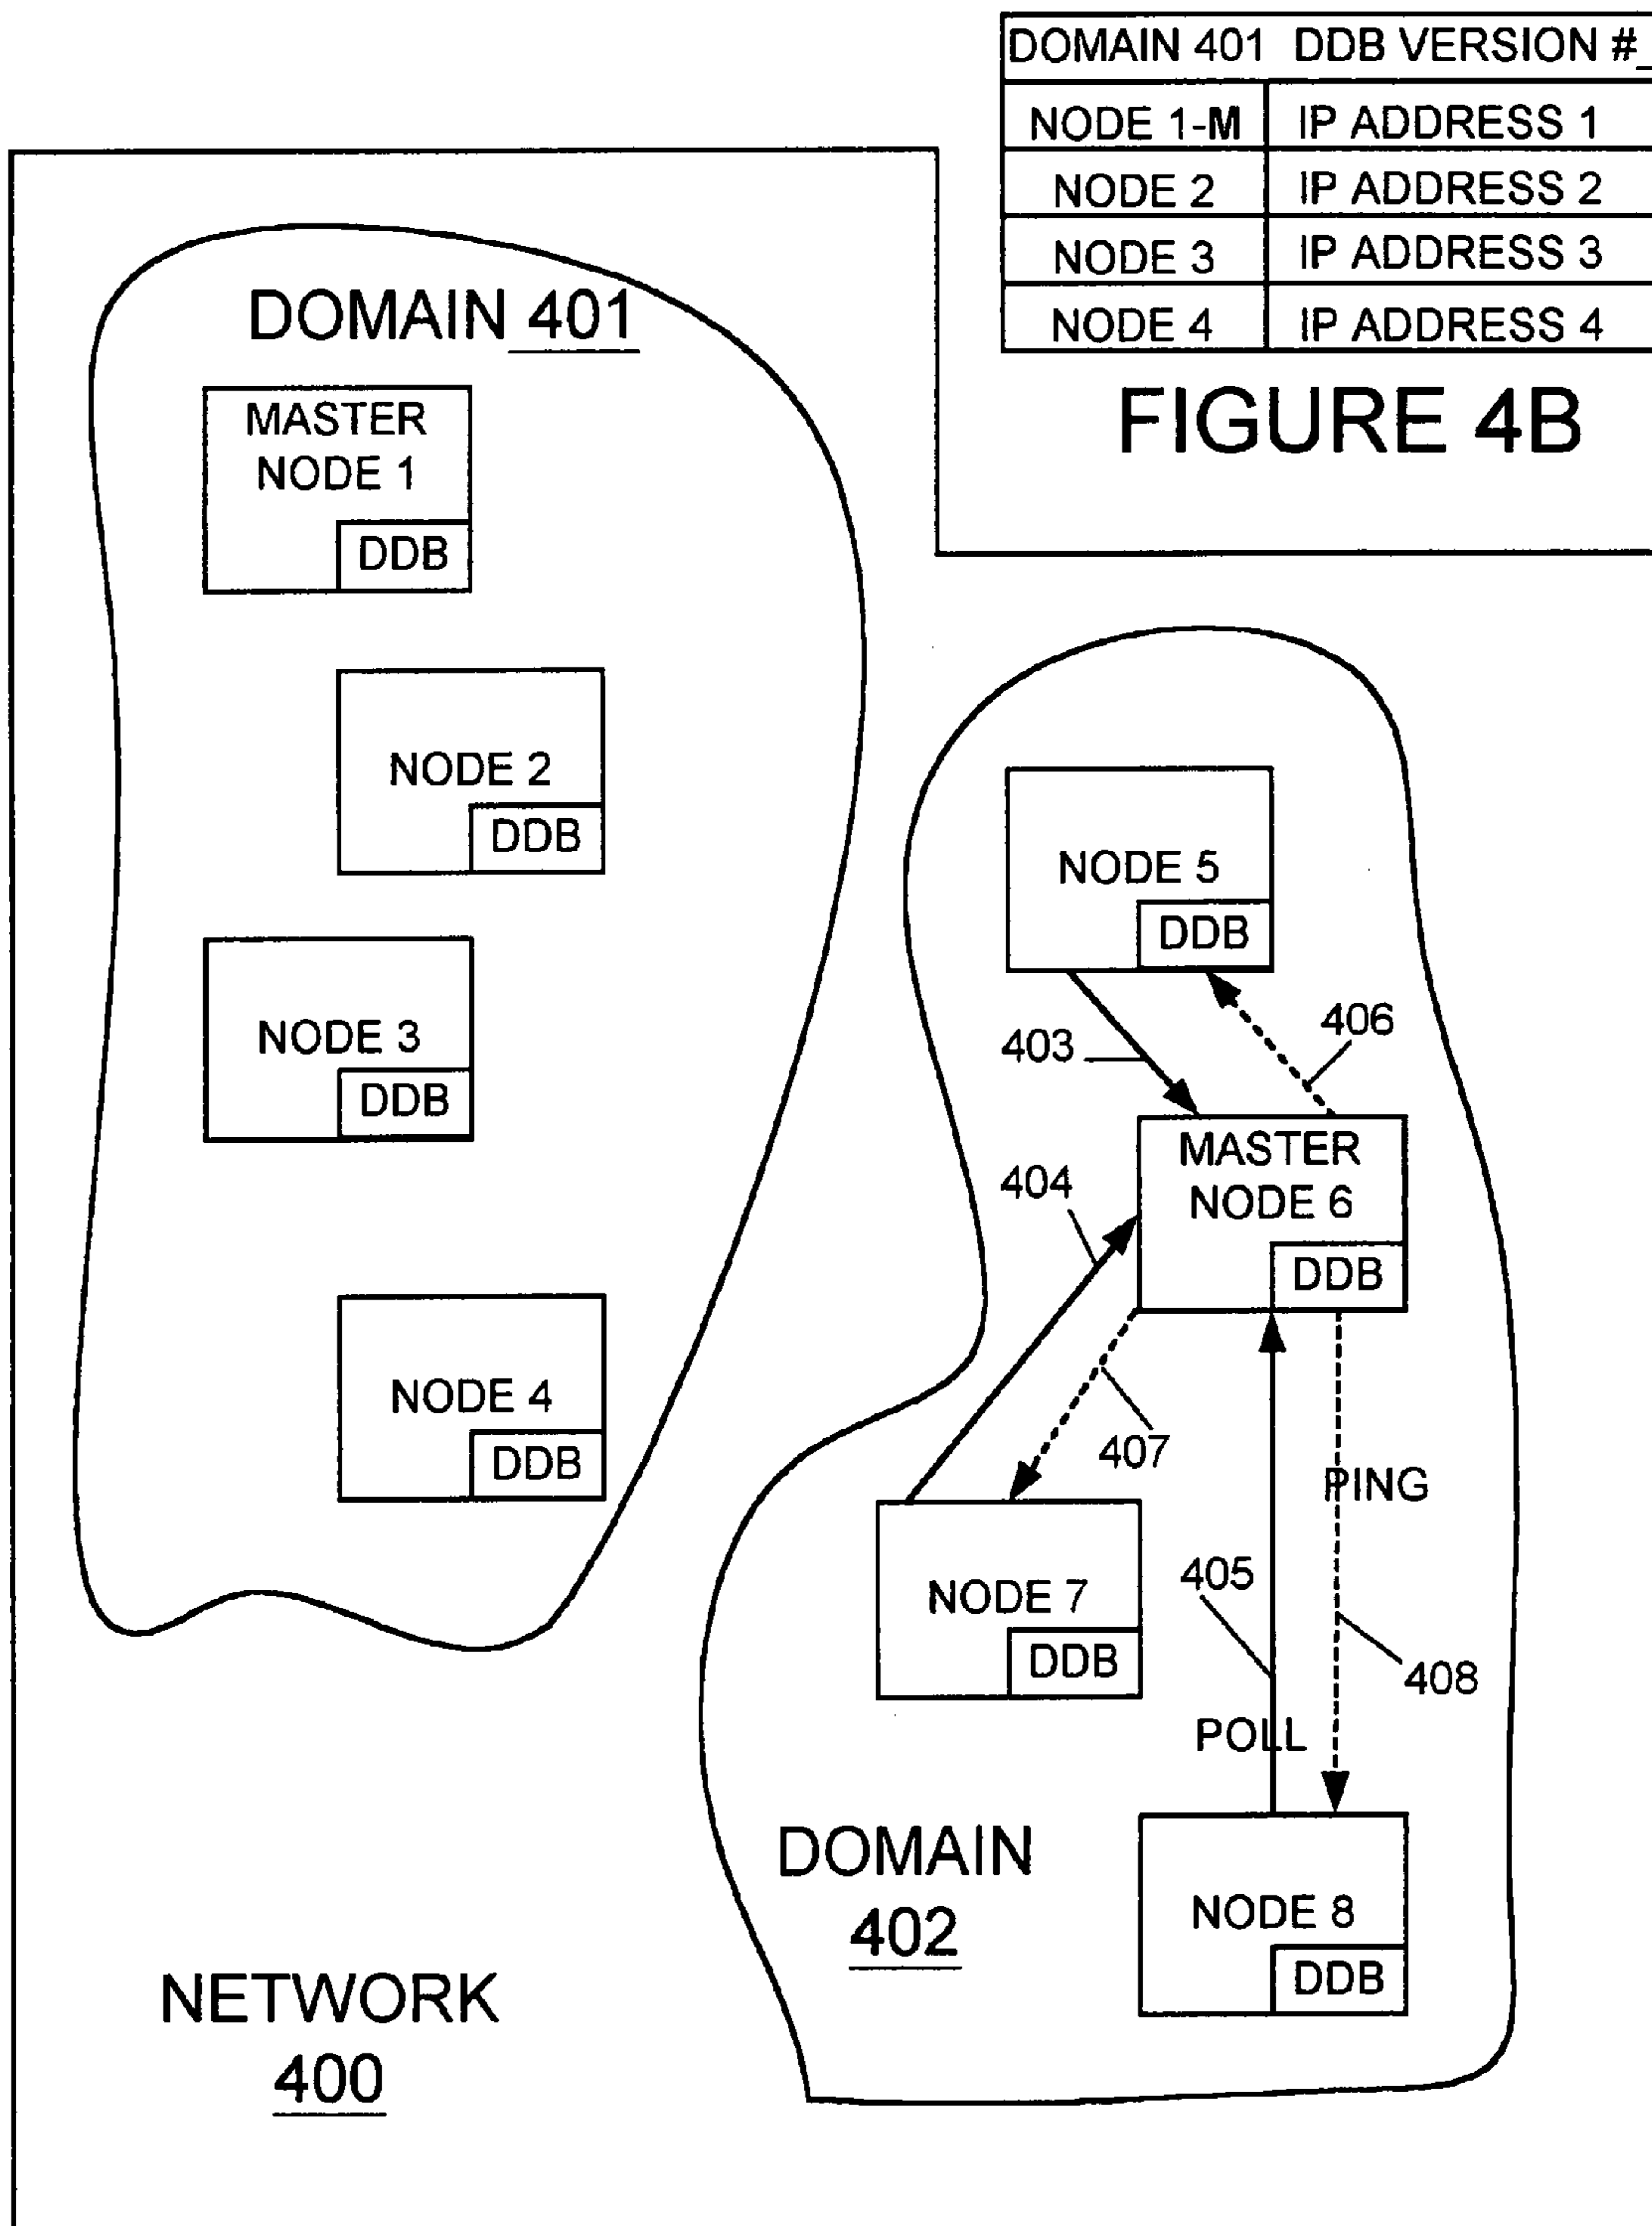 DOMAIN 401 DDB VERSION #_
NODE 1-M IP ADDRESS 1
NODE 2 IP ADDRESS 2
NODE 3 IP ADDRESS 3
NODE 4 IP ADDRESS 4
FIGURE 4B
DOMAIN 401
MASTER
NODE 1
DDB
NODE 2
DDB
NODE 3
DDB
NODE 4
DDB
NODE 5
DDB
403
406
MASTER
NODE 6
DDB
404
407
PING
NODE 7
DDB
405
408
POLL
NODE 8
DDB
DOMAIN
402
NETWORK
400